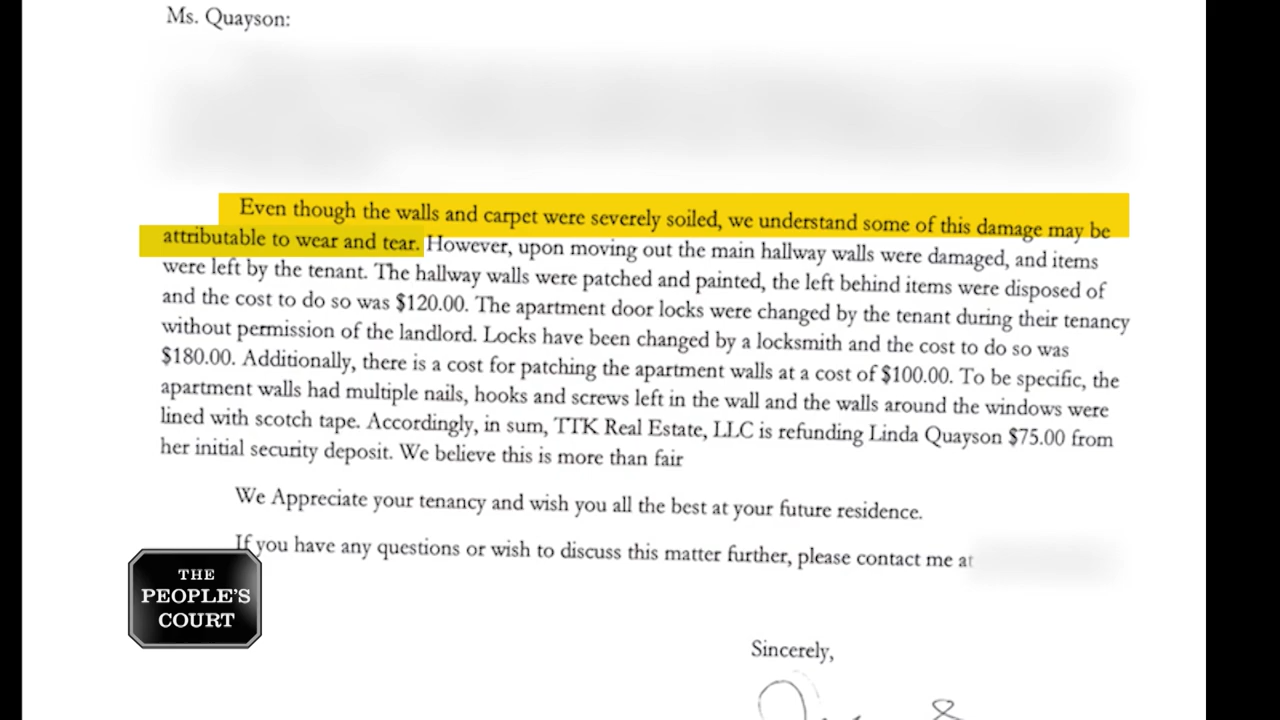 Ms. Quayson:
Even though the walls and carpet were severely soiled, we understand some of this damage may be
attributable to wear and tear. However, upon moving out the main hallway walls were damaged, and items
were left by the tenant. The hallway walls were patched and painted, the left behind items were disposed of
and the cost to do so was $120.00. The apartment door locks were changed by the tenant during their tenancy
without permission of the landlord. Locks have been changed by a locksmith and the cost to do so was
$180.00. Additionally, there is a cost for patching the apartment walls at a cost of $100.00. To be specific, the
apartment walls had multiple nails, hooks and screws left in the wall and the walls around the windows were
lined with scotch tape. Accordingly, in sum, TTK Real Estate, LLC is refunding Linda Quayson $75.00 from
her initial security deposit. We believe this is more than fair
We Appreciate your tenancy and wish you all the best at your future residence.
If you have any questions or wish to discuss this matter further, please contact me at
THE
PEOPLE'S
COURT
Sincerely,